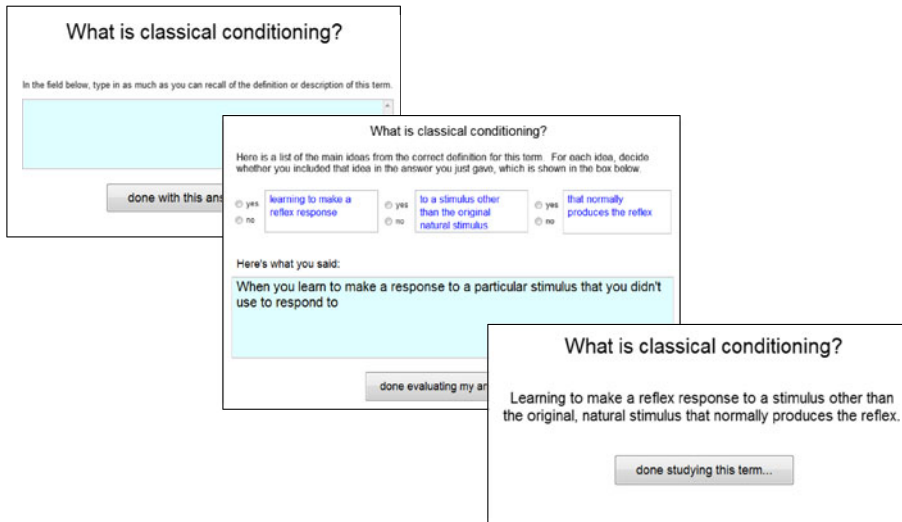 What is classical conditioning?
In the field below, type in as much as you can recall of the definition or description of this term.
done with this ans
What is classical conditioning?
Here is a list of the main ideas from the correct definition for this term For each idea, decide
whether you included that idea in the answer you just gave, which is shown in the box below.
yes
no
learning to make a
reflex response
yes
no
to a stimulus other
than the original
natural stimulus
yes
no
that normally
produces the reflex
Here's what you said:
When you learn to make a response to a particular stimulus that you didn't
use to respond to
done evaluating my an
What is classical conditioning?
Learning to make a reflex response to a stimulus other than
the original, natural stimulus that normally produces the reflex.
done studying this term...